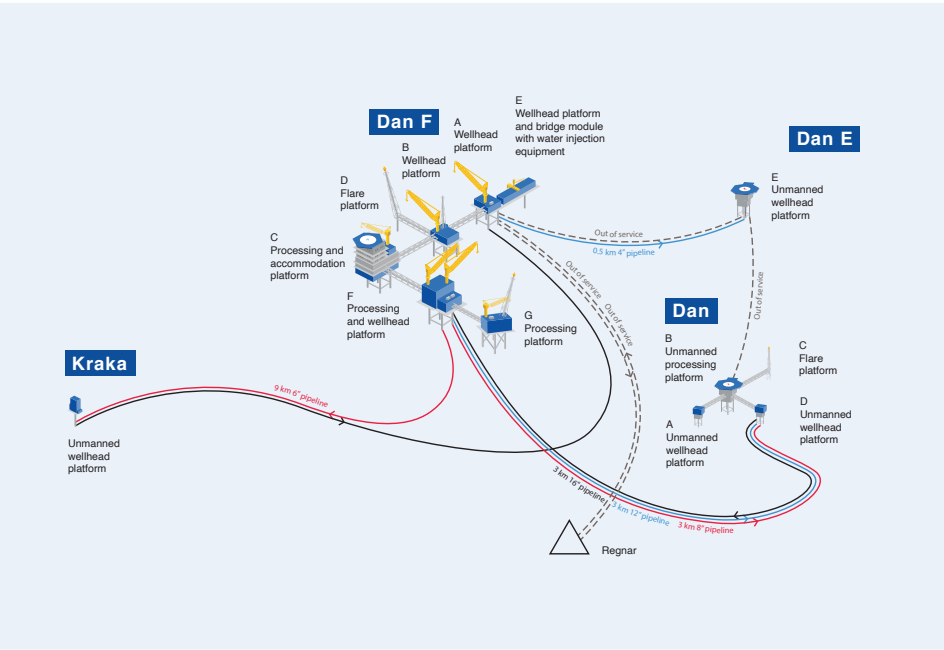 Dan F
A
Wellhead
platform
E
Wellhead platform
and bridge module
with water injection
equipment
B
Wellhead
platform
D
Flare
platform
C
Processing and
accommodation
platform
F
Processing
and wellhead
platform
G
Processing
platform
Dan E
E
Unmanned
wellhead
platform
Out of service
0.5 km 4" pipeline
Out of service
Out of service
Out of service
Dan
B
Unmanned
processing
platform
C
Flare
platform
A
Unmanned
wellhead
platform
D
Unmanned
wellhead
platform
Kraka
Unmanned
wellhead
platform
9 km 6" pipeline
3 km 16" pipeline
3 km 12" pipeline
3 km 8" pipeline
Regnar